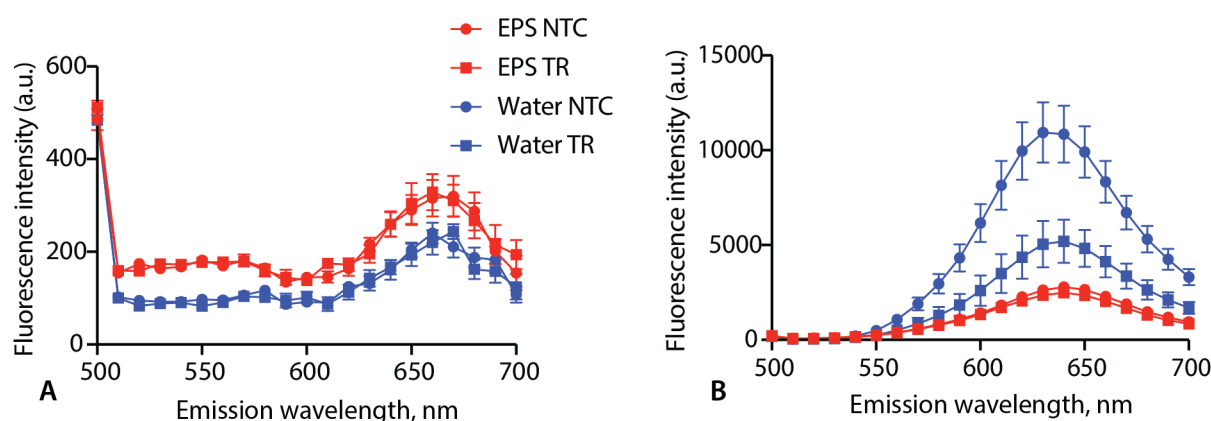 EPS NTC
EPS TR
Water NTC
Water TR
Fluorescence intensity (a.u.)
600
400
200
0
500 550 600 650 700
A
Emission wavelength, nm
Fluorescence intensity (a.u.)
15000
10000
5000
0
500 550 600 650 700
B
Emission wavelength, nm